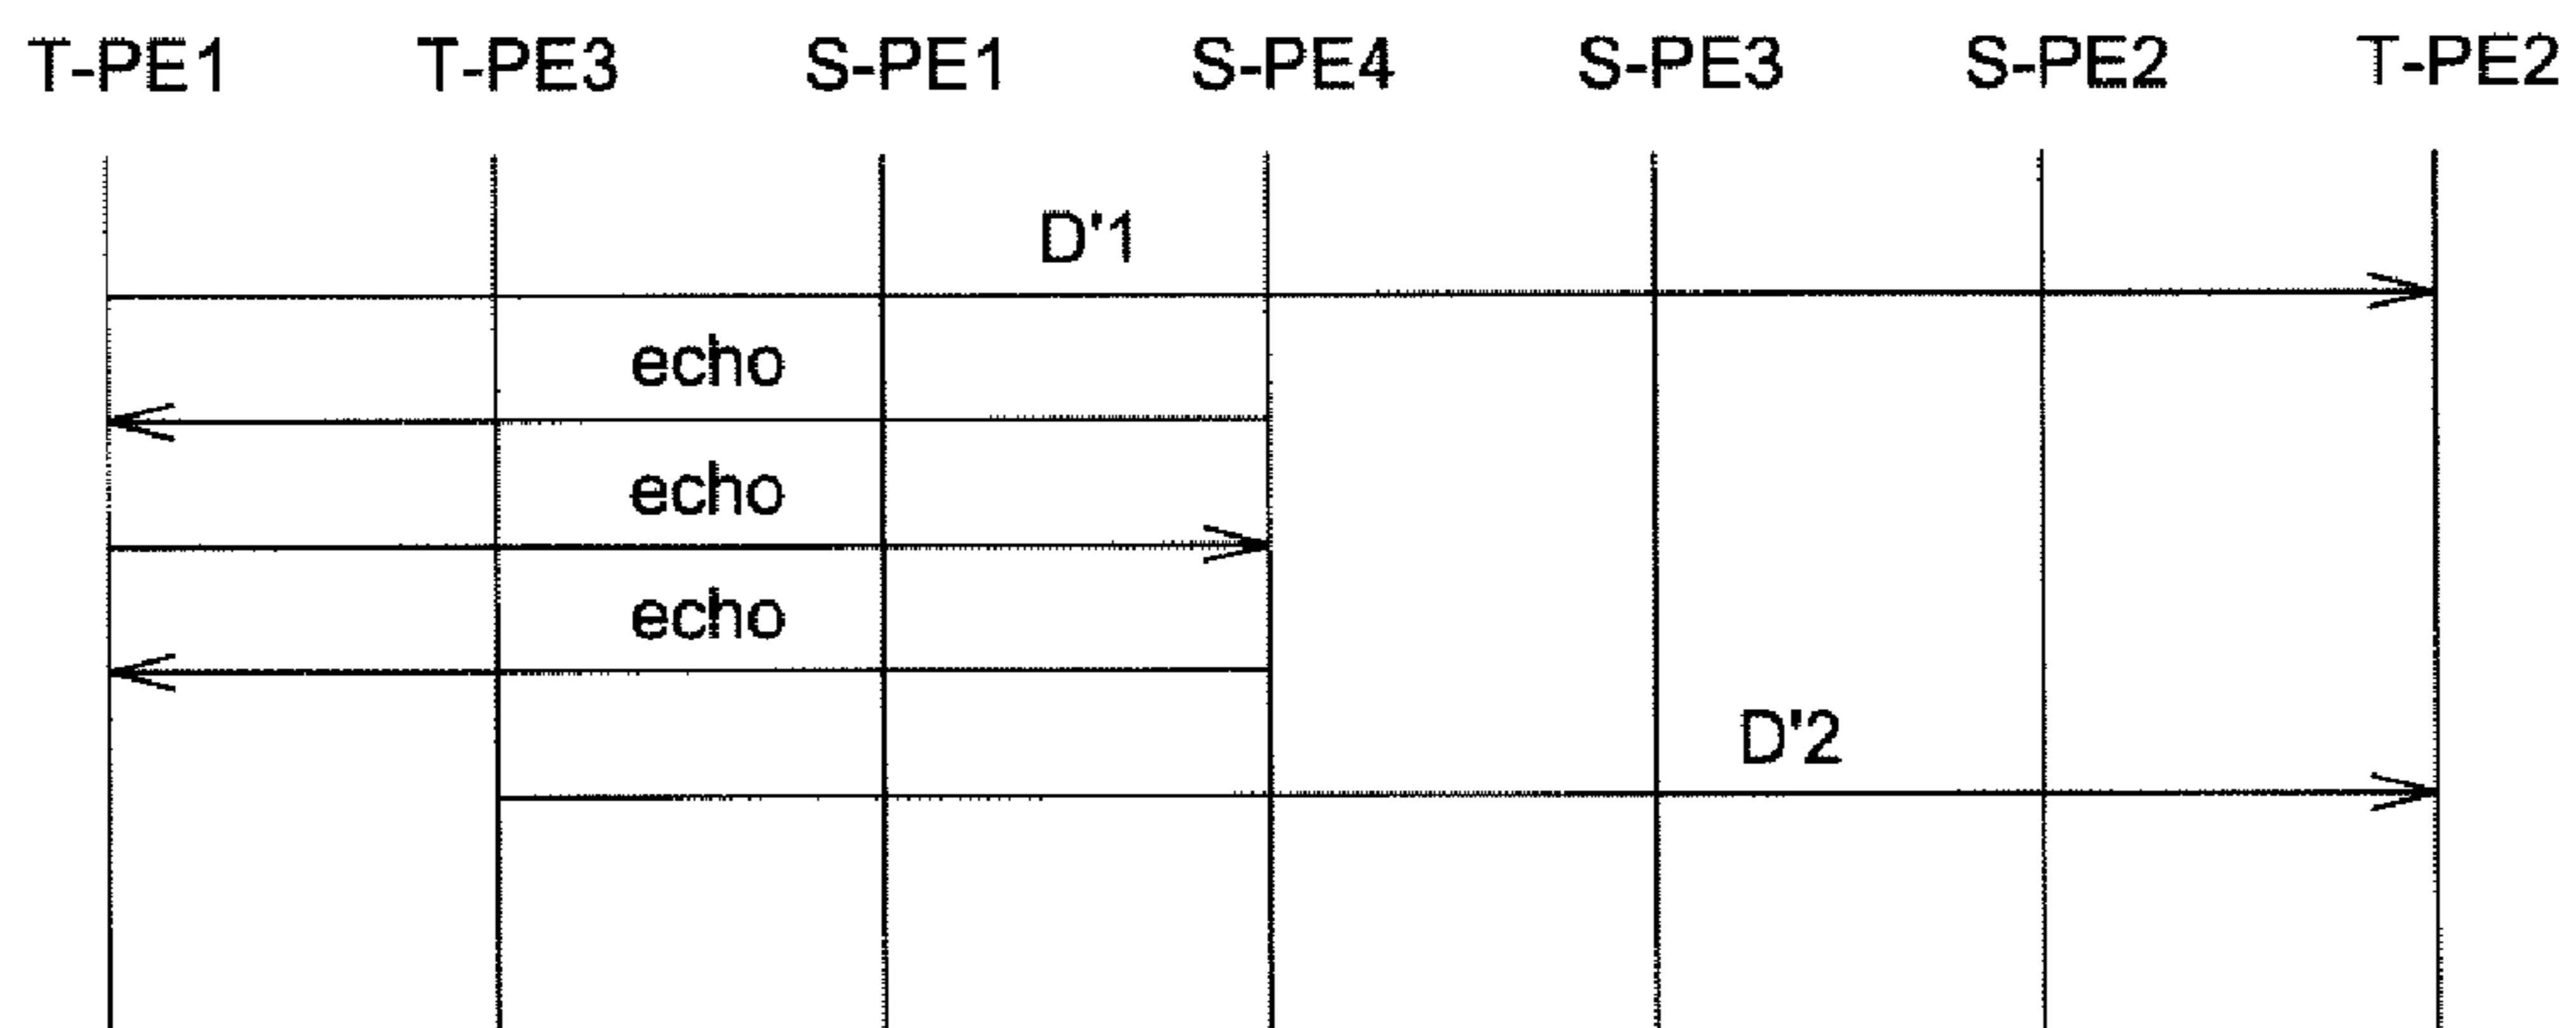 T-PE1 T-PE3 S-PE1 S-PE4 S-PE3 S-PE2 T-PE2
D'1
echo
echo
echo
D'2